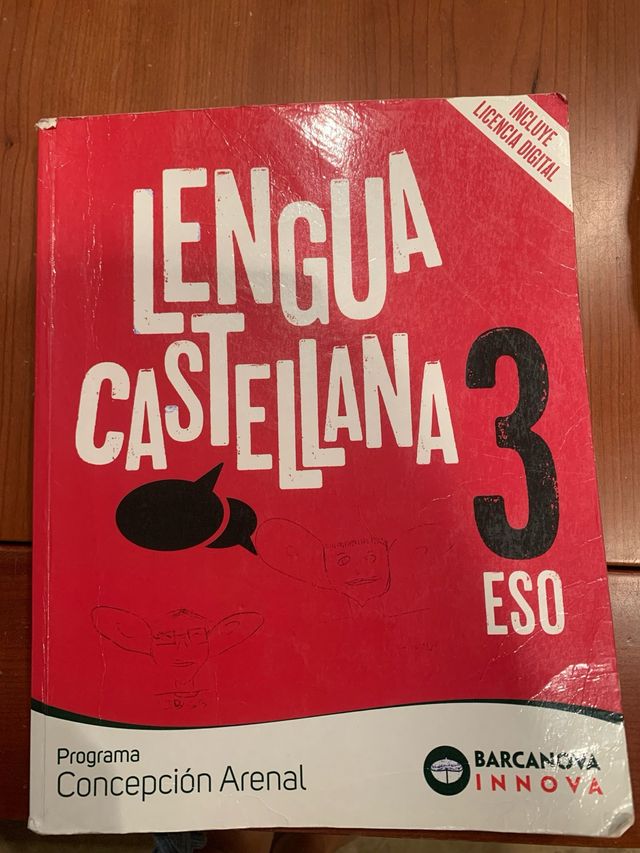 INCLUYE
LICENCIA DIGITAL
LENGUA
CASTELLANA
3
ESO
Programa
Concepción Arenal
BARCANOVA
INNOVA